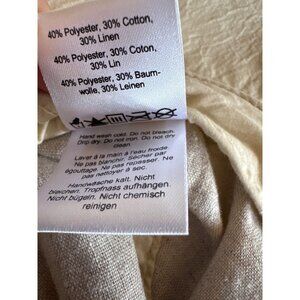 40% Polyester, 30% Cotton,
30% Linen
40% Polyester, 30% Coton,
30% Lin
40% Polyester, 30% Baum-
wolle, 30% Leinen
Hand wash cold. Do not bleach.
Drip dry. Do not iron. Do not dry
clean.
Laver à la main à l'eau froide.
Ne pas blanchir. Sécher par
égouttage. Ne pas repasser. Ne
pas nettoyer à sec
Handwäsche kalt. Nicht
bleichen. Tropfnass aufhängen.
Nicht bügeln. Nicht chemisch
reinigen